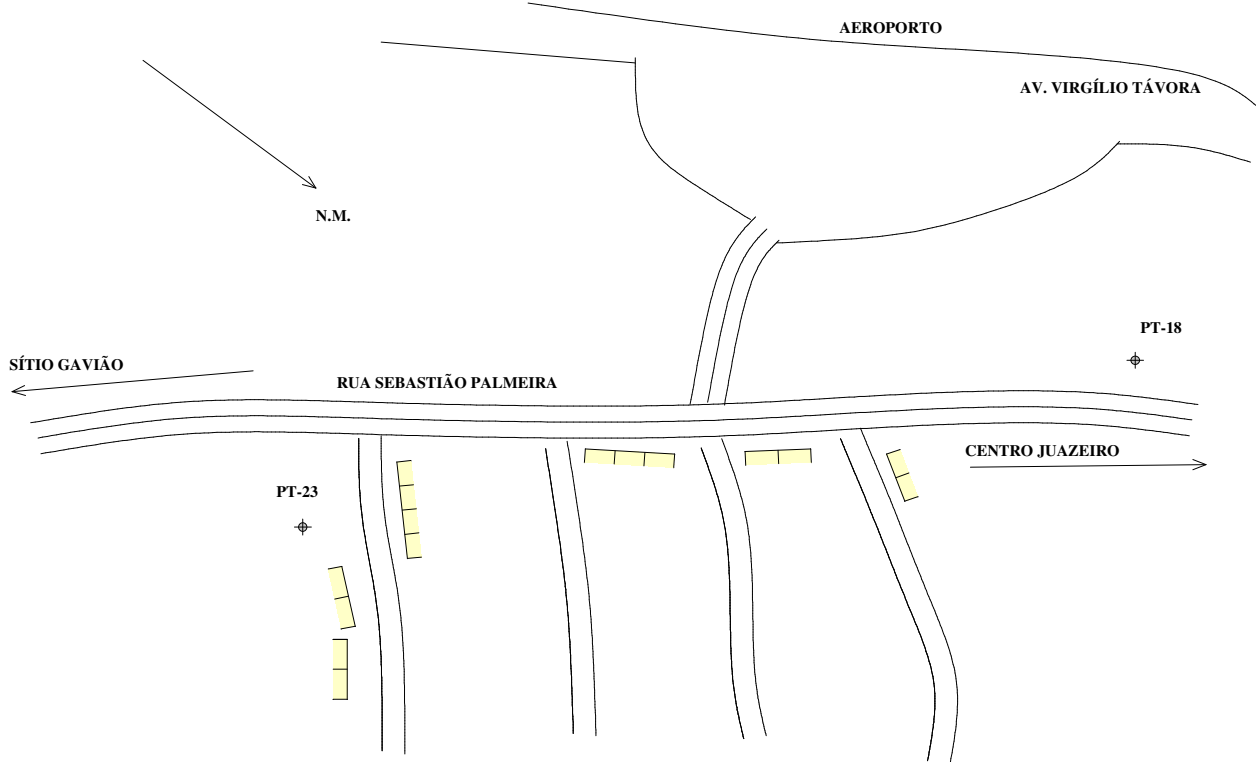 AEROPORTO
AV. VIRGÍLIO TÁVORA
N.M.
PT-18
SÍTIO GAVIÃO
RUA SEBASTIÃO PALMEIRA
CENTRO JUAZEIRO
PT-23